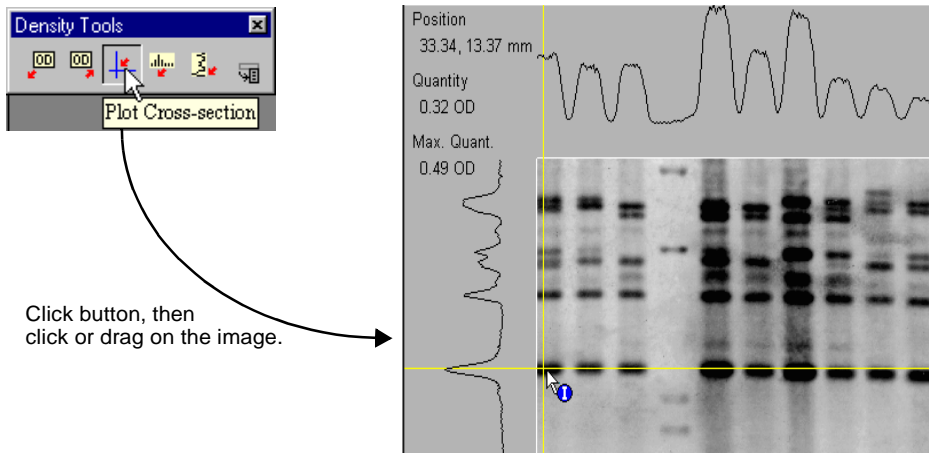 Density Tools
OD OD
Plot Cross-section
Click button, then
click or drag on the image.
Position
33.34, 13.37 mm
Quantity
0.32 OD
Max. Quant.
0.49 OD
I